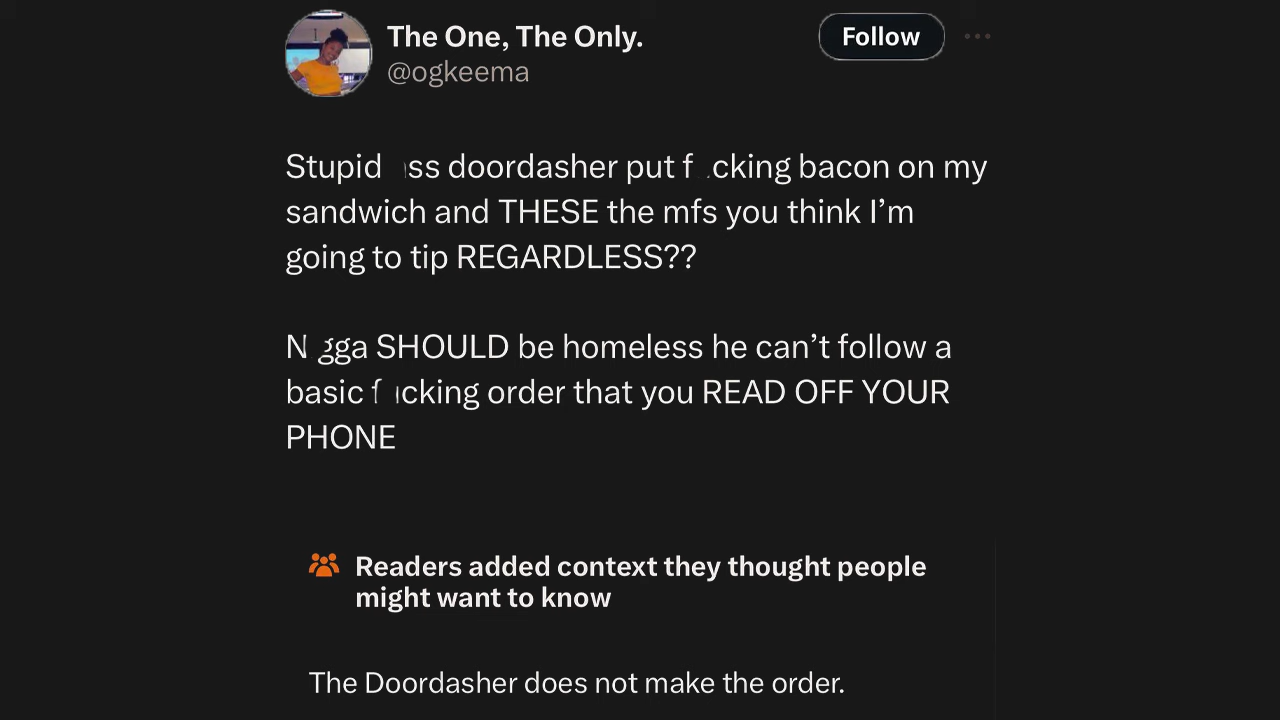 The One, The Only.
Follow
@ogkeema
Stupid ss doordasher put f cking bacon on my
sandwich and THESE the mfs you think I’m
going to tip REGARDLESS??
N gga SHOULD be homeless he can’t follow a
basic f cking order that you READ OFF YOUR
PHONE
Readers added context they thought people
might want to know
The Doordasher does not make the order.